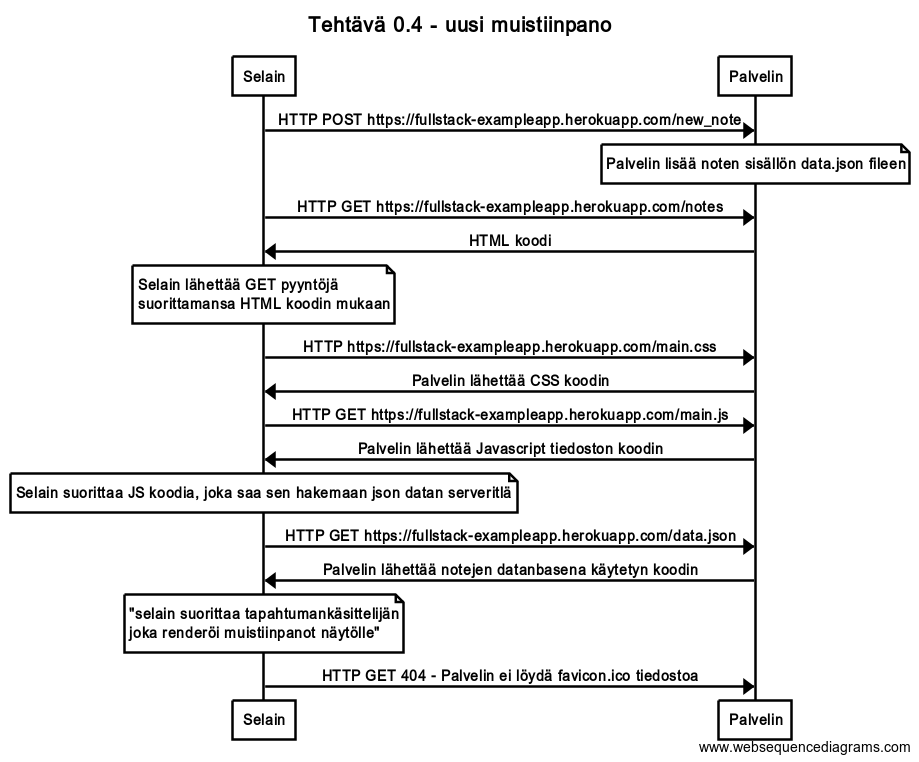 Tehtävä 0.4 - uusi muistiinpano
Selain
Palvelin
HTTP POST https://fullstack-exampleapp.herokuapp.com/new_note
Palvelin lisää noten sisällön data.json fileen
HTTP GET https://fullstack-exampleapp.herokuapp.com/notes
HTML koodi
Selain lähettää GET pyyntöjä
suorittamansa HTML koodin mukaan
HTTP https://fullstack-exampleapp.herokuapp.com/main.css
Palvelin lähettää CSS koodin
HTTP GET https://fullstack-exampleapp.herokuapp.com/main.js
Palvelin lähettää Javascript tiedoston koodin
Selain suorittaa JS koodia, joka saa sen hakemaan json datan serveritlä
HTTP GET https://fullstack-exampleapp.herokuapp.com/data.json
Palvelin lähettää notejen datanbasena käytetyn koodin
"selain suorittaa tapahtumankäsittelijän
joka renderöi muistiinpanot näytölle"
HTTP GET 404 - Palvelin ei löydä favicon.ico tiedostoa
Selain
Palvelin
www.websequencediagrams.com